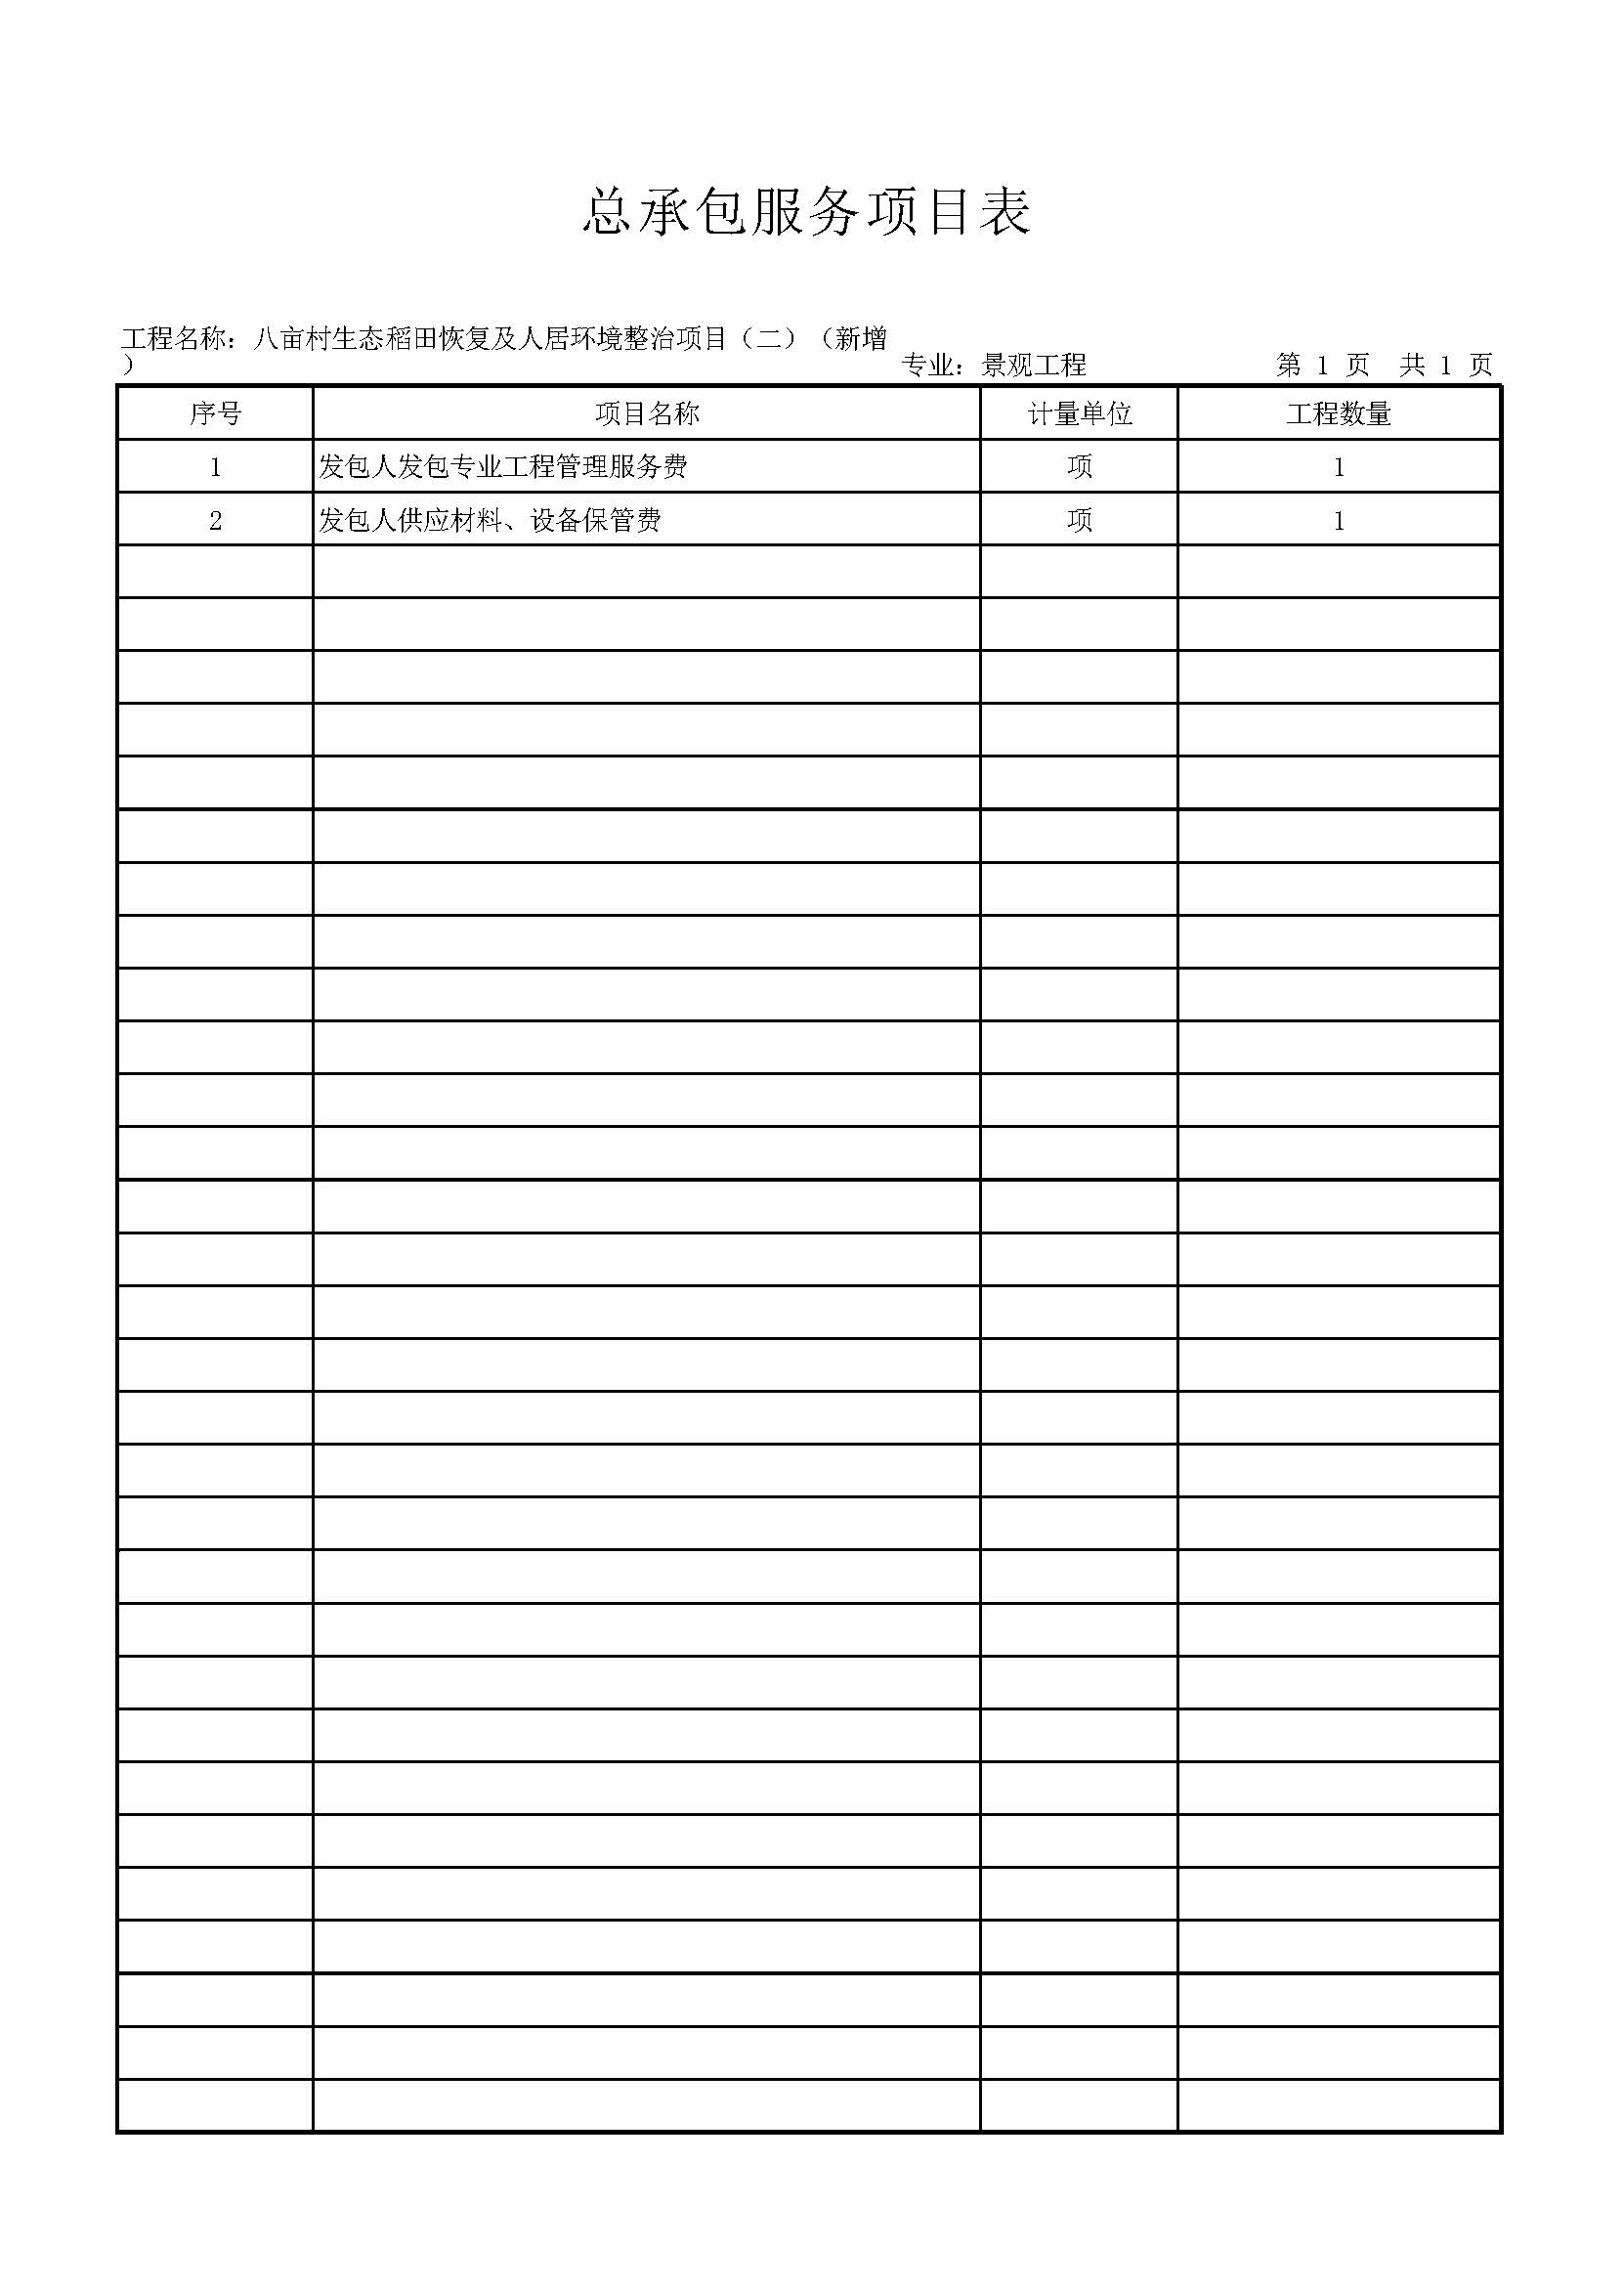 总承包服务项目表
工程名称：八亩村生态稻田恢复及人居环境整治项目（二）（新增
） 专业：景观工程 第 1 页 共 1 页
序号 项目名称 计量单位 工程数量
1 发包人发包专业工程管理服务费 项 1
2 发包人供应材料、设备保管费 项 1